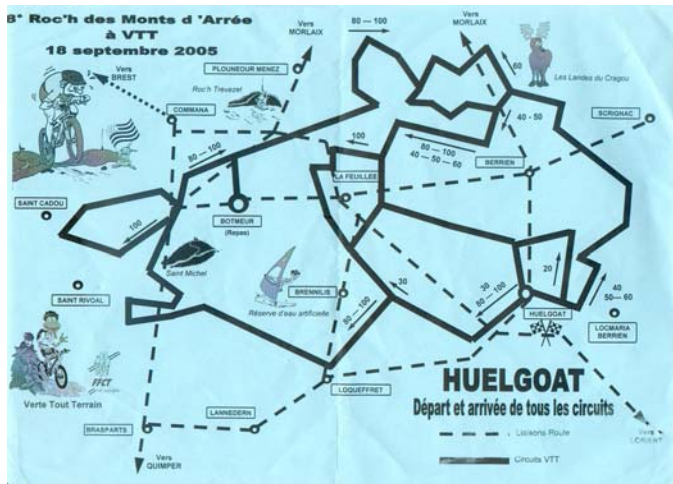 8° Roc'h des Monts d 'Arrée
à VTT
18 septembre 2005
Vers
BREST
PLOUNEOUR MENEZ
Vers
MORLAIX
80 — 100
Vers
MORLAIX
60
Les Landes du Cragou
Roc'h Trevezel
COMMANA
SCRIGNAC
40 - 50
100
80 — 100
40 — 50 — 60
BERRIEN
80 — 100
LA FEUILLEE
SAINT CADOU
100
BOTMEUR
(Repas)
Saint Michel
20
30
30
80 — 100
40
50 — 60
SAINT RIVOAL
BRENNILIS
Réserve d'eau artificielle
80 — 100
HUELGOAT
LOCMARIA
BERRIEN
FFCT
Verte Tout Terrain
LOQUEFFRET
HUELGOAT
Départ et arrivée de tous les circuits
LANNEDERN
BRASPARTS
Vers
QUIMPER
Liaisons Route
Vers
LORIENT
Circuits VTT